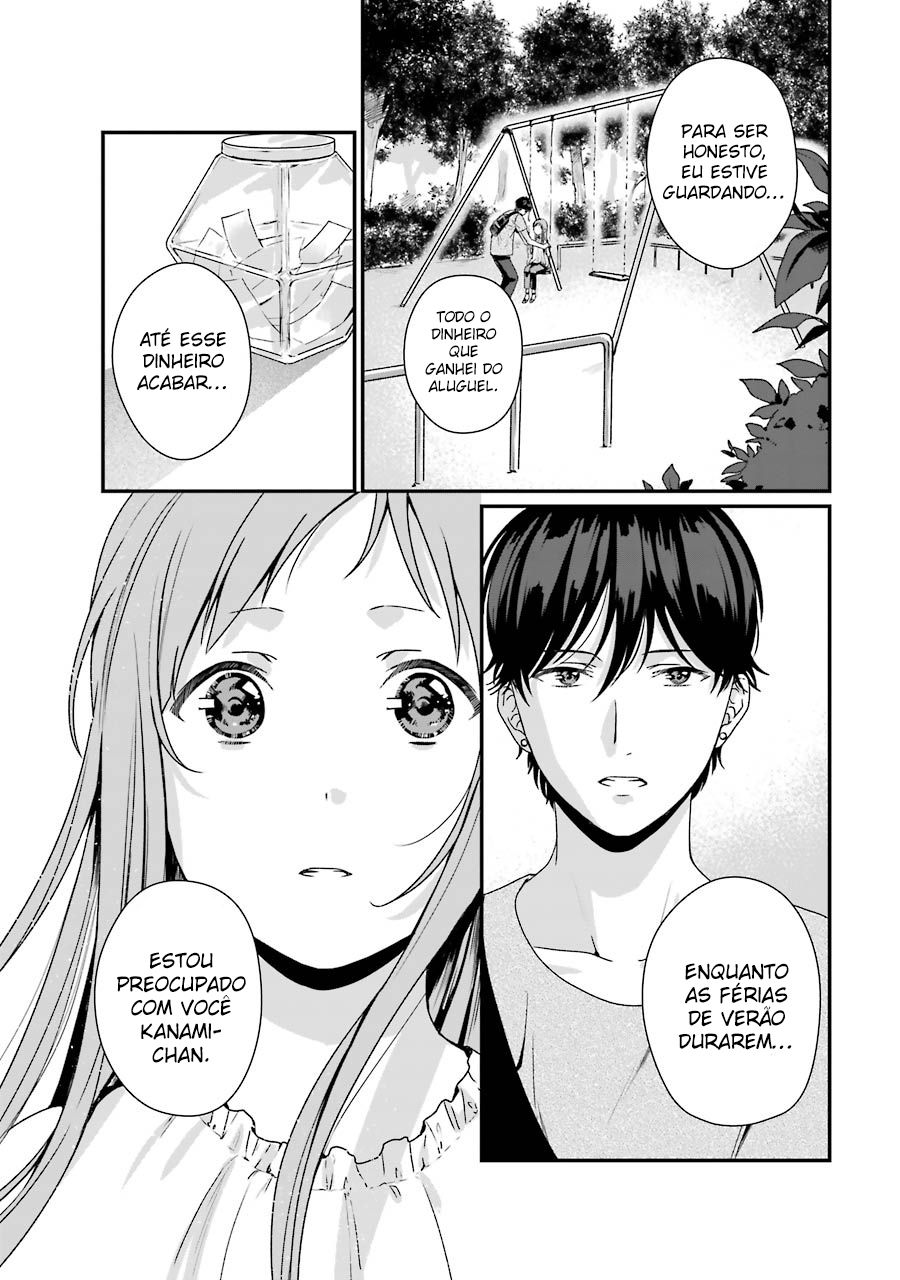 PARA SER
HONESTO,
EU ESTIVE
GUARDANDO...
TODO O
DINHEIRO
QUE
GANHEI DO
ALUGUEL.
ATÉ ESSE
DINHEIRO
ACABAR...
ENQUANTO
AS FÉRIAS
DE VERÃO
DURAREM...
ESTOU
PREOCUPADO
COM VOCÊ
KANAMI-
CHAN.